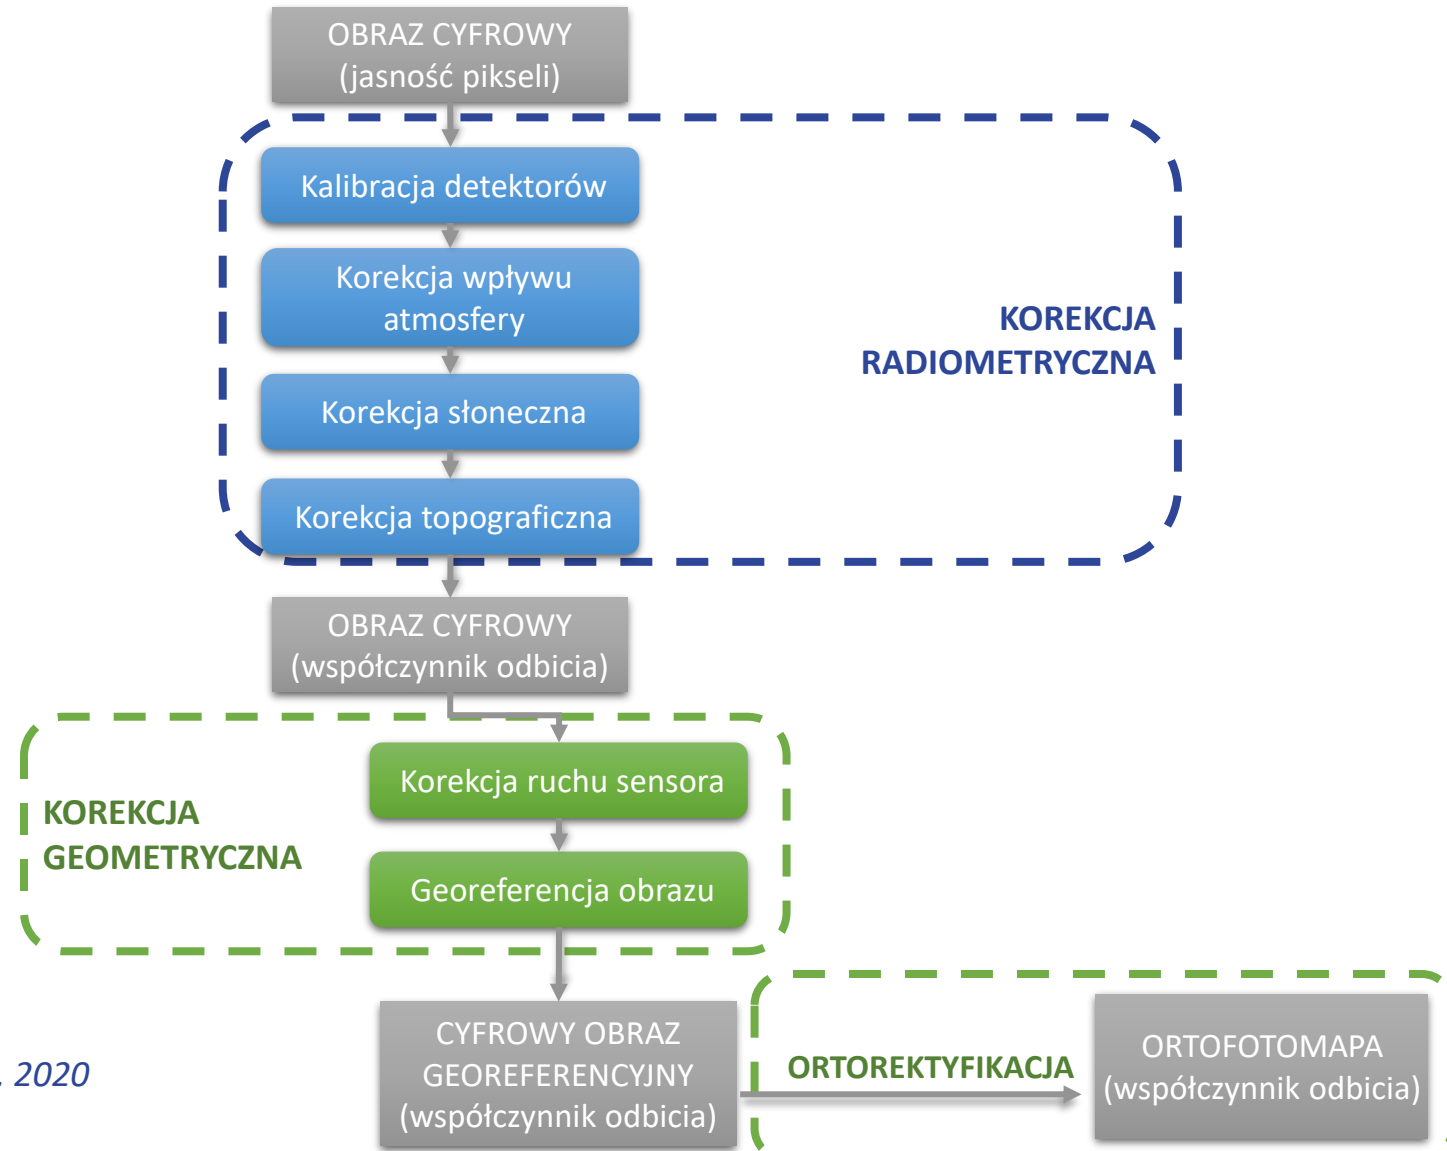 OBRAZ CYFROWY
(jasność pikseli)
Kalibracja detektorów
Korekcja wpływu
atmosfery
KOREKCJA
RADIOMETRYCZNA
Korekcja słoneczna
Korekcja topograficzna
OBRAZ CYFROWY
(współczynnik odbicia)
Korekcja ruchu sensora
KOREKCJA
GEOMETRYCZNA
Georeferencja obrazu
CYFROWY OBRAZ
GEOREFERENCYJNY
(współczynnik odbicia)
ORTOREKTYFIKACJA
ORTOFOTOMAPA
(współczynnik odbicia)
. 2020